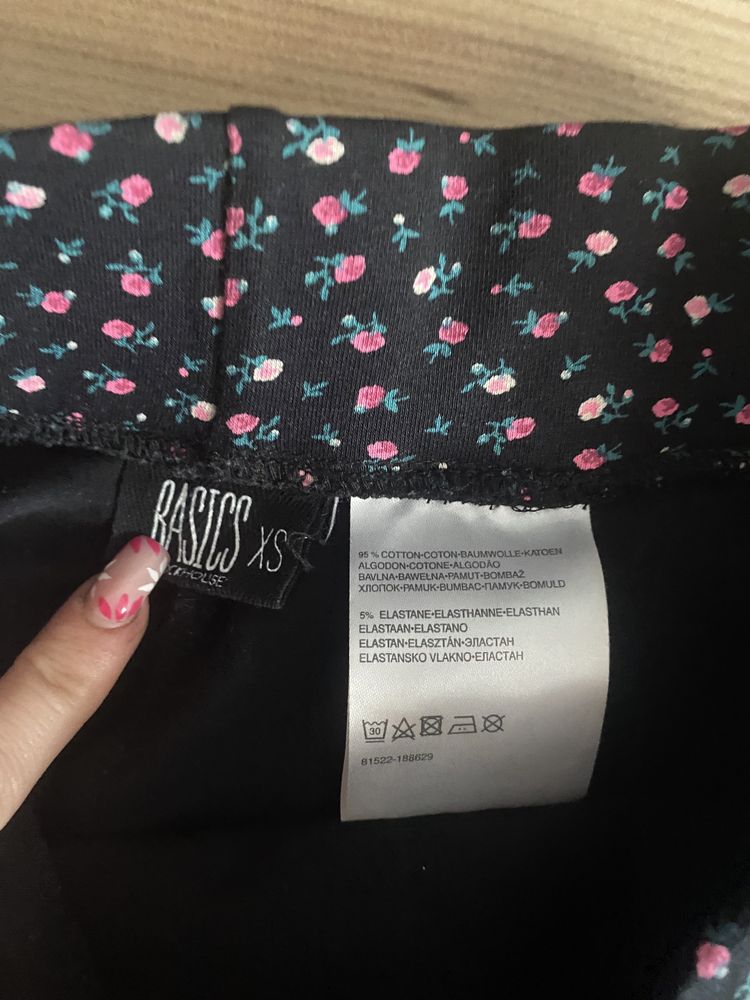 BASICS XS
95 % COTTON•COTON•BAUMWOLLE•KATOEN
ALGODON•COTONE•ALGODÃO
BAVLNA•BAWEŁNA•PAMUT•BOMBAŽ
ХЛОПОК•PAMUK•BUMBAC•ПАМУК•BOMULD
5% ELASTANE•ELASTHANNE•ELASTHAN
ELASTAAN•ELASTANO
ELASTAN•ELASZTÁN•ЭЛАСТАН
ELASTANSKO VLAKNO•ЕЛАСТАН
30
81522-188629